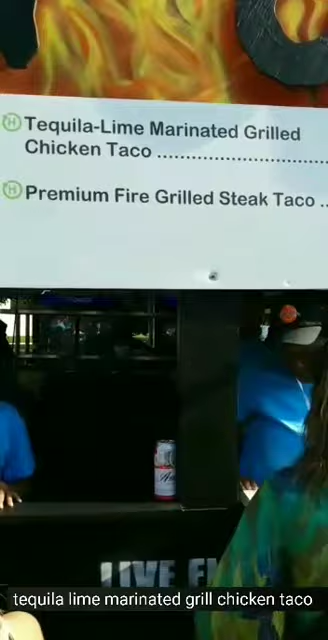 H Tequila-Lime Marinated Grilled
Chicken Taco ..............................
H Premium Fire Grilled Steak Taco ..
LIVE
tequila lime marinated grill chicken taco